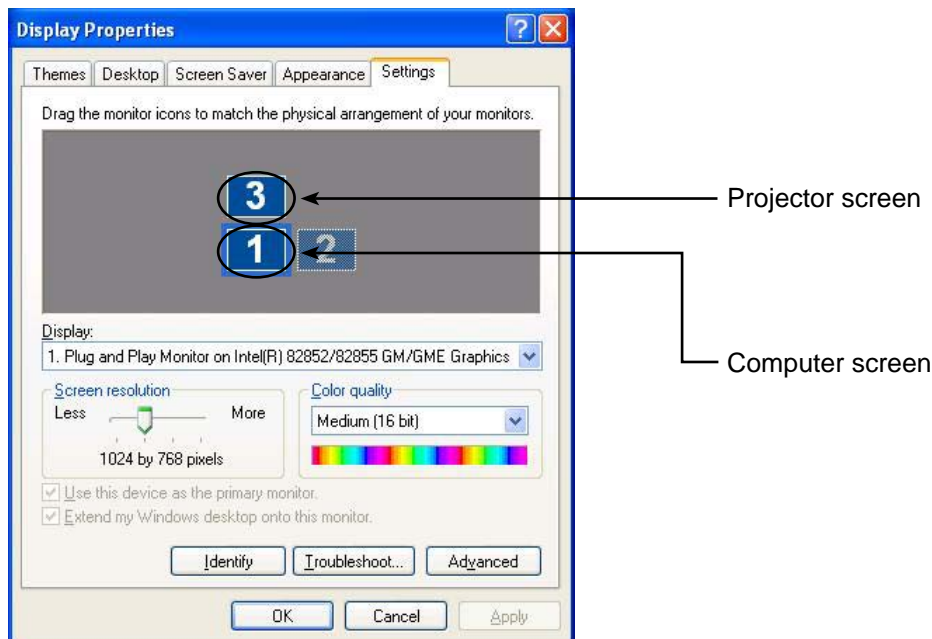 Display Properties
Themes Desktop Screen Saver Appearance Settings
Drag the monitor icons to match the physical arrangement of your monitors.
3
Projector screen
1 2
Display:
1. Plug and Play Monitor on Intel(R) 82852/82855 GM/GME Graphics
Computer screen
Screen resolution
Less More
1024 by 768 pixels
Color quality
Medium (16 bit)
Use this device as the primary monitor.
Extend my Windows desktop onto this monitor.
Identify Troubleshoot... Advanced
OK Cancel Apply